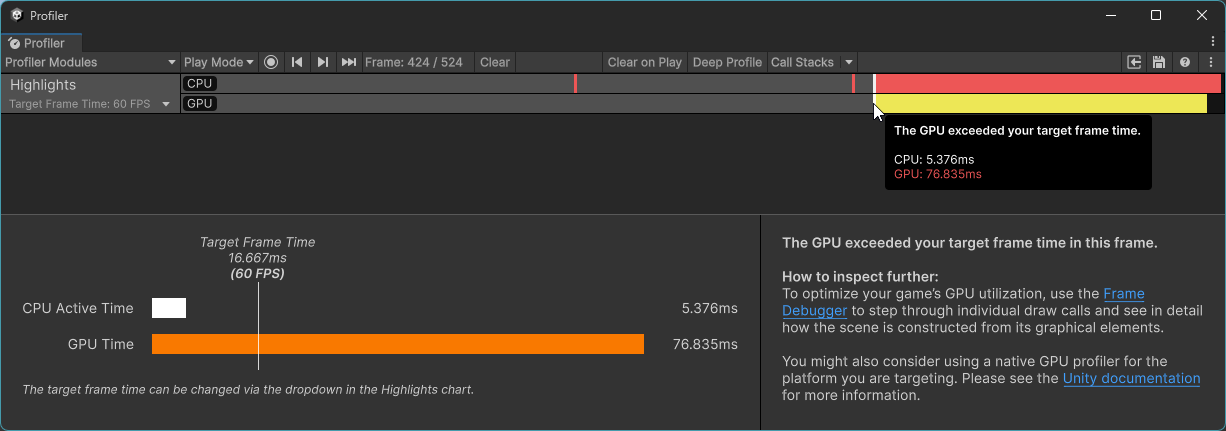 Profiler
Profiler
Profiler Modules Play Mode Frame: 424 / 524 Clear Clear on Play Deep Profile Call Stacks
Highlights CPU
Target Frame Time: 60 FPS GPU
The GPU exceeded your target frame time.
CPU: 5.376ms
GPU: 76.835ms
Target Frame Time
16.667ms
(60 FPS)
CPU Active Time 5.376ms
GPU Time 76.835ms
The target frame time can be changed via the dropdown in the Highlights chart.
The GPU exceeded your target frame time in this frame.
How to inspect further:
To optimize your game's GPU utilization, use the Frame
Debugger to step through individual draw calls and see in detail
how the scene is constructed from its graphical elements.
You might also consider using a native GPU profiler for the
platform you are targeting. Please see the Unity documentation
for more information.